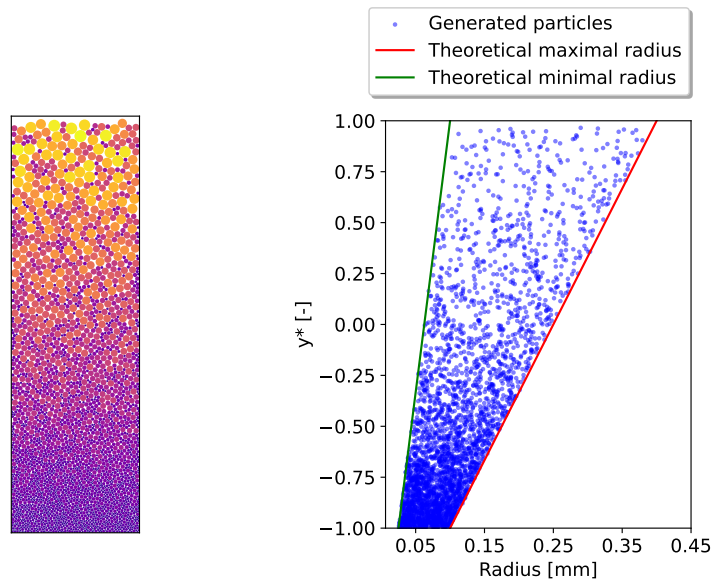 Generated particles
Theoretical maximal radius
Theoretical minimal radius
1.00
0.75
0.50
0.25
0.00
−0.25
−0.50
−0.75
−1.00
y* [-]
0.05 0.15 0.25 0.35 0.45
Radius [mm]